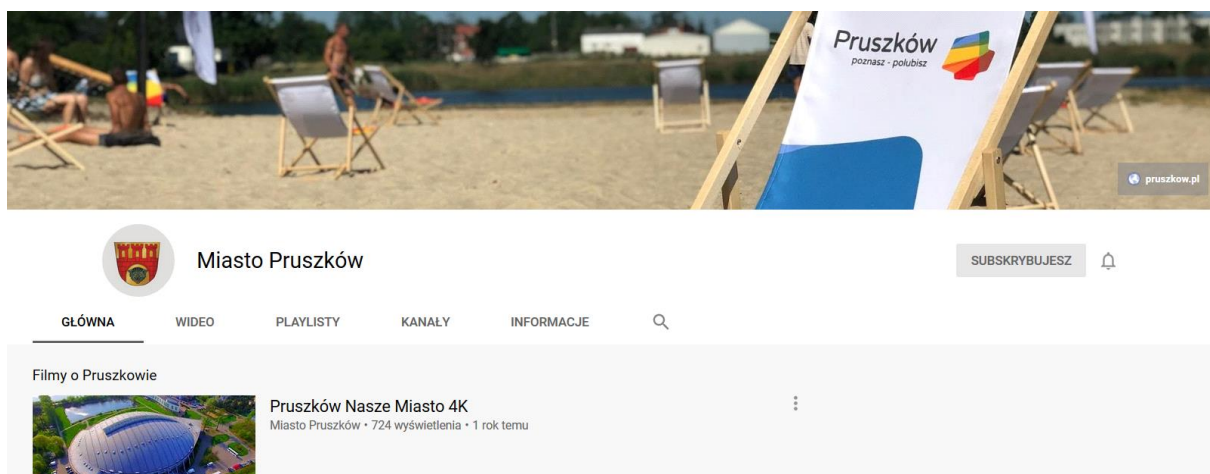 Pruszków
poznasz - polubisz
pruszkow.pl
Miasto Pruszków
SUBSKRYBUJESZ
GŁÓWNA WIDEO PLAYLISTY KANAŁY INFORMACJE
Filmy o Pruszkowie
Pruszków Nasze Miasto 4K
Miasto Pruszków • 724 wyświetlenia • 1 rok temu